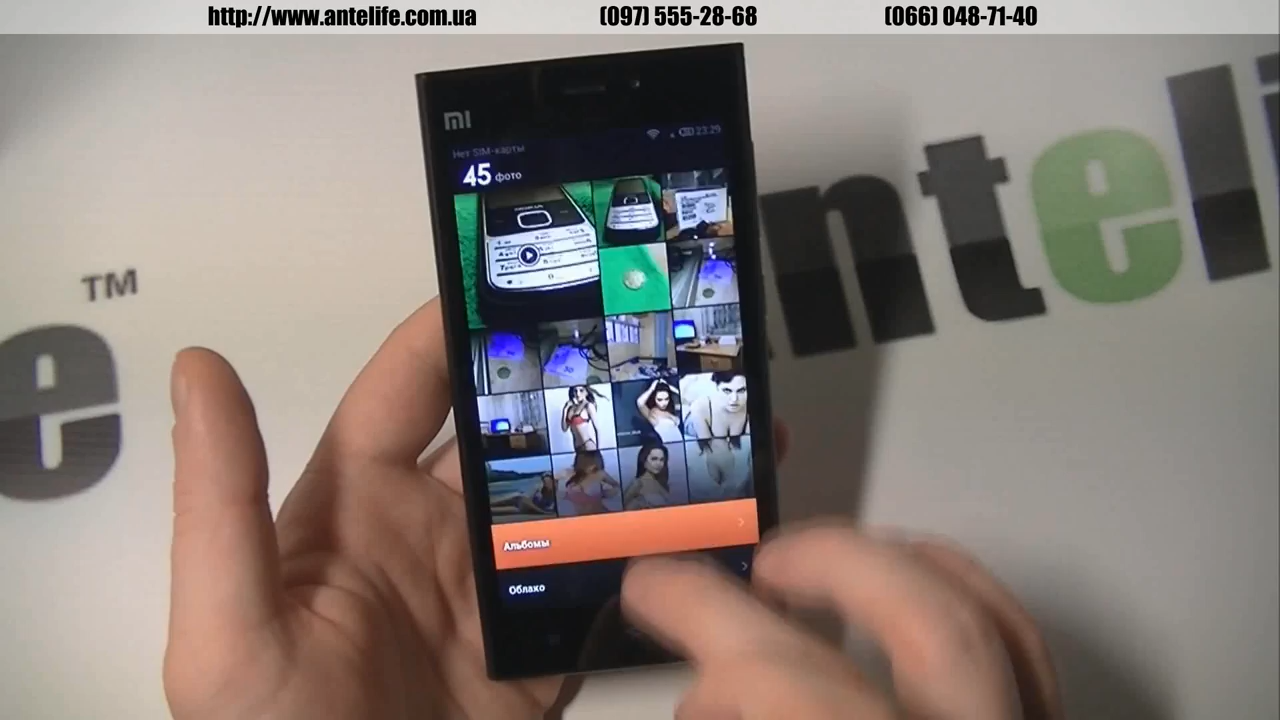 http://www.antelife.com.ua (097) 555-28-68 (066) 048-71-40
MI
23:29
Нет SIM-карты
45 фото
Альбомы
Облако
TM
e
anteli